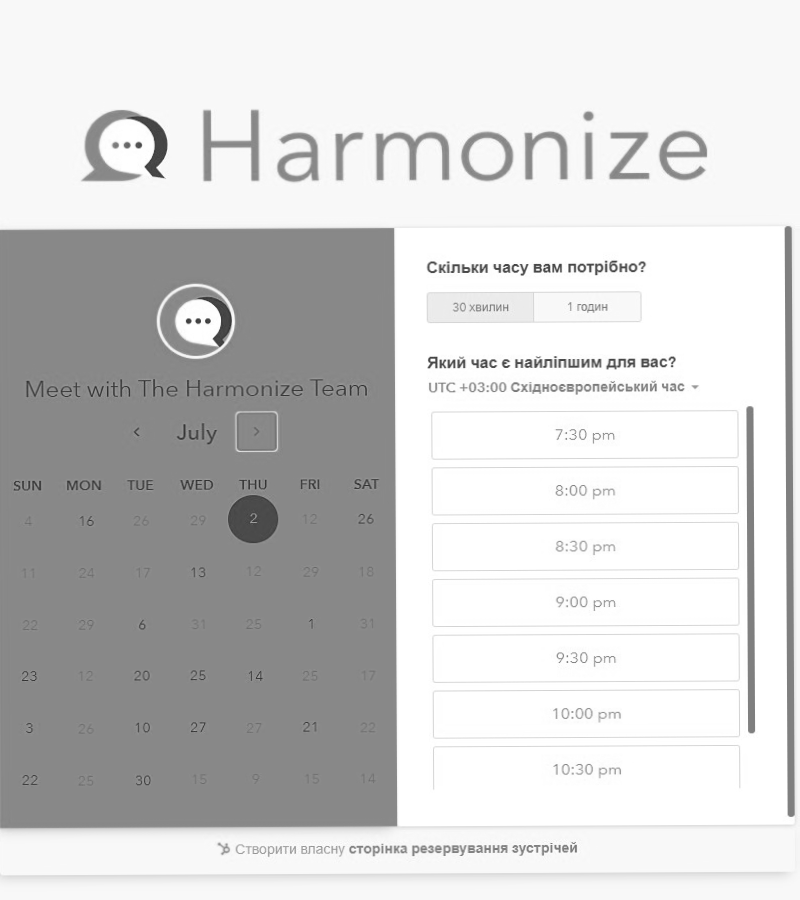 Harmonize
Meet with The Harmonize Team
July
SUN MON TUE WED THU FRI SAT
4 16 26 29 2 12 26
11 24 17 13 12 29 18
22 29 6 31 25 1 31
23 12 20 25 14 25 17
3 26 10 27 27 21 22
22 25 30 15 9 15 14
Скільки часу вам потрібно?
30 хвилин 1 годин
Який час є найліпшим для вас?
UTC +03:00 Східноєвропейський час
7:30 pm
8:00 pm
8:30 pm
9:00 pm
9:30 pm
10:00 pm
10:30 pm
Створити власну сторінка резервування зустрічей